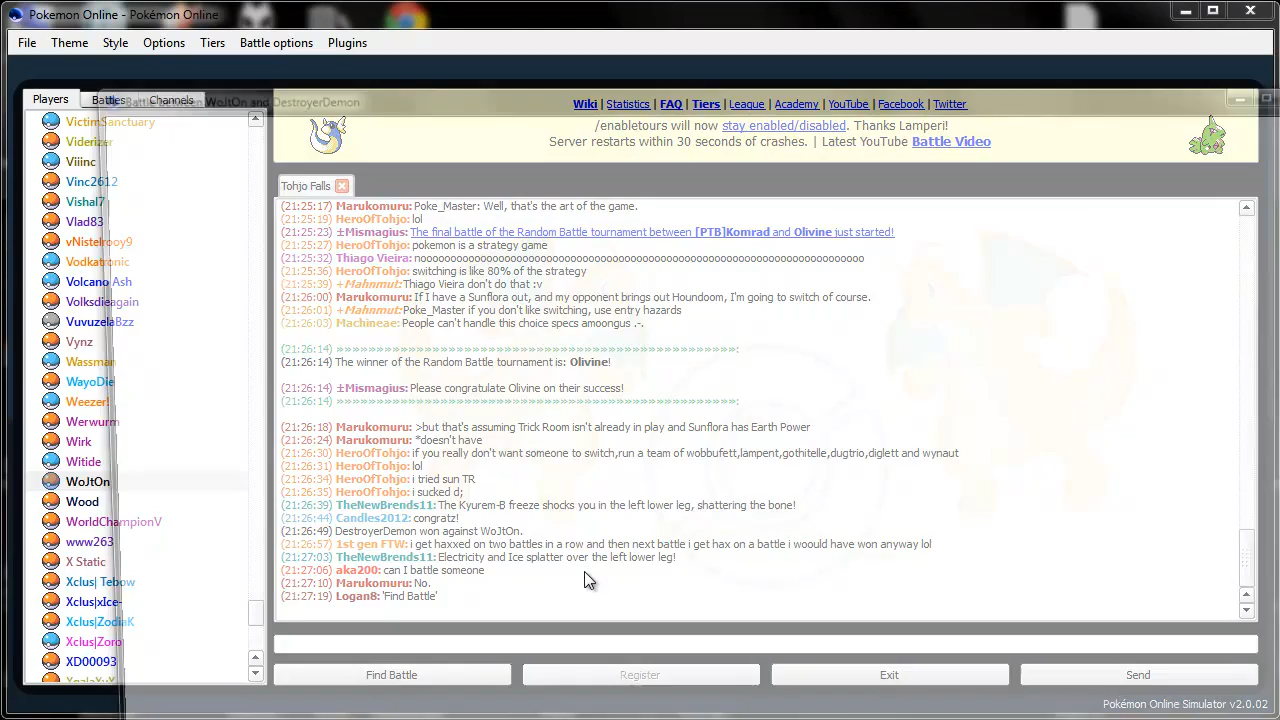 Pokemon Online - Pokémon Online
File Theme Style Options Tiers Battle options Plugins
Players Battles Channels
Battle between WoJtOn and DestroyerDemon
Wiki | Statistics | FAQ | Tiers | League | Academy | YouTube | Facebook | Twitter
/enabletours will now stay enabled/disabled. Thanks Lamperi!
Server restarts within 30 seconds of crashes. | Latest YouTube Battle Video
VictimSanctuary
Viderizer
Viiinc
Vinc2612
Vishal7
Vlad83
vNistelrooy9
Vodkatronic
Volcano Ash
Volksdieagain
VuvuzelaBzz
Vynz
Wassman
WayoDie
Weezer!
Werwurm
Wirk
Witide
WoJtOn
Wood
WorldChampionV
www263
X Static
Xclus| Tebow
Xclus|xIce-
Xclus|ZodiaK
Xclus|Zoro
XD00093
Tohjo Falls
(21:25:17) Marukomuru: Poke_Master: Well, that's the art of the game.
(21:25:19) HeroOfTohjo: lol
(21:25:23) ±Mismagius: The final battle of the Random Battle tournament between [PTB]Komrad and Olivine just started!
(21:25:27) HeroOfTohjo: pokemon is a strategy game
(21:25:32) Thiago Vieira: noooooooooooooooooooooooooooooooooooooooooooooooooooooooooooooooooooooooo
(21:25:36) HeroOfTohjo: switching is like 80% of the strategy
(21:25:39) +Mahnmut: Thiago Vieira don't do that :v
(21:26:00) Marukomuru: If I have a Sunflora out, and my opponent brings out Houndoom, I'm going to switch of course.
(21:26:01) +Mahnmut: Poke_Master if you don't like switching, use entry hazards
(21:26:03) Machineae: People can't handle this choice specs amoongus .-.
(21:26:14) »»»»»»»»»»»»»»»»»»»»»»»»»»»»»»»»»»»»»»»»»»»»»»»»»»:
(21:26:14) The winner of the Random Battle tournament is: Olivine!
(21:26:14) ±Mismagius: Please congratulate Olivine on their success!
(21:26:14) »»»»»»»»»»»»»»»»»»»»»»»»»»»»»»»»»»»»»»»»»»»»»»»»»»:
(21:26:18) Marukomuru: >but that's assuming Trick Room isn't already in play and Sunflora has Earth Power
(21:26:24) Marukomuru: *doesn't have
(21:26:30) HeroOfTohjo: if you really don't want someone to switch,run a team of wobbufett,lampent,gothitelle,dugtrio,diglett and wynaut
(21:26:31) HeroOfTohjo: lol
(21:26:34) HeroOfTohjo: i tried sun TR
(21:26:35) HeroOfTohjo: i sucked d;
(21:26:39) TheNewBrends11: The Kyurem-B freeze shocks you in the left lower leg, shattering the bone!
(21:26:44) Candles2012: congratz!
(21:26:49) DestroyerDemon won against WoJtOn.
(21:26:57) 1st gen FTW: i get haxxed on two battles in a row and then next battle i get hax on a battle i woould have won anyway lol
(21:27:03) TheNewBrends11: Electricity and Ice splatter over the left lower leg!
(21:27:06) aka200: can I battle someone
(21:27:10) Marukomuru: No.
(21:27:19) Logan8: 'Find Battle'
Find Battle Register Exit Send
Pokémon Online Simulator v2.0.02